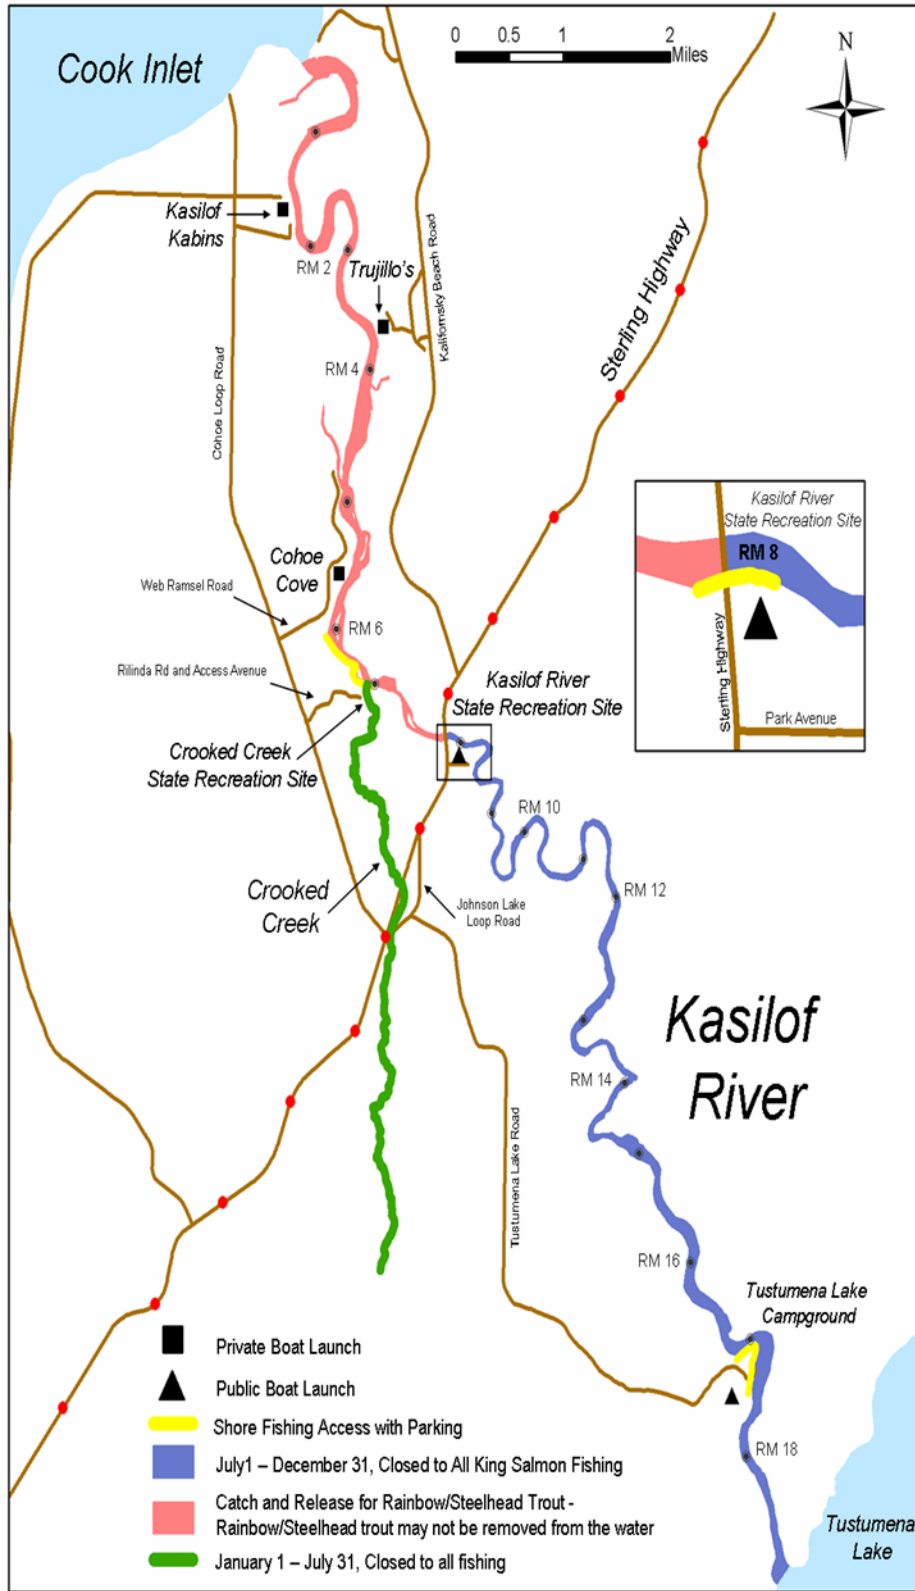 Cook Inlet
0 0.5 1 2
Miles
N
Kasilof
Kabins
RM 2
Trujillo's
Kalifornsky Beach Road
Sterling Highway
RM 4
Cohoe Loop Road
Kasilof River
State Recreation Site
RM 8
Sterling Highway
Park Avenue
Cohoe
Cove
Web Ramsel Road
RM 6
Rilinda Rd and Access Avenue
Kasilof River
State Recreation Site
Crooked Creek
State Recreation Site
RM 10
Crooked
Creek
Johnson Lake
Loop Road
RM 12
Kasilof
River
RM 14
Tustumena Lake Road
RM 16
Tustumena Lake
Campground
RM 18
Tustumena
Lake
Private Boat Launch
Public Boat Launch
Shore Fishing Access with Parking
July1 – December 31, Closed to All King Salmon Fishing
Catch and Release for Rainbow/Steelhead Trout -
Rainbow/Steelhead trout may not be removed from the water
January 1 – July 31, Closed to all fishing